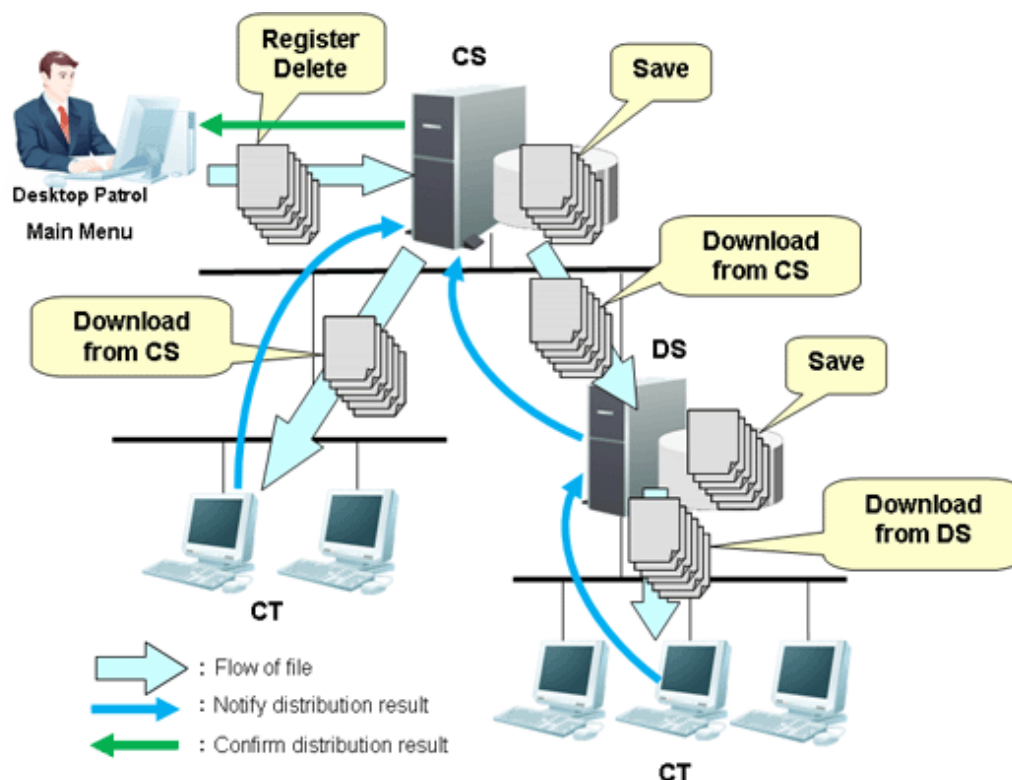 Register
Delete
CS
Save
Desktop Patrol
Main Menu
Download
from CS
Download
from CS
DS
Save
Download
from DS
CT
: Flow of file
: Notify distribution result
: Confirm distribution result
CT